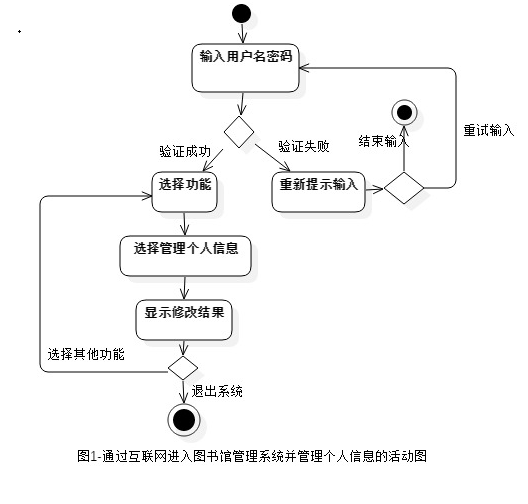 输入用户名密码
验证成功
验证失败
结束输入
重试输入
选择功能
重新提示输入
选择管理个人信息
显示修改结果
选择其他功能
退出系统
图1-通过互联网进入图书馆管理系统并管理个人信息的活动图